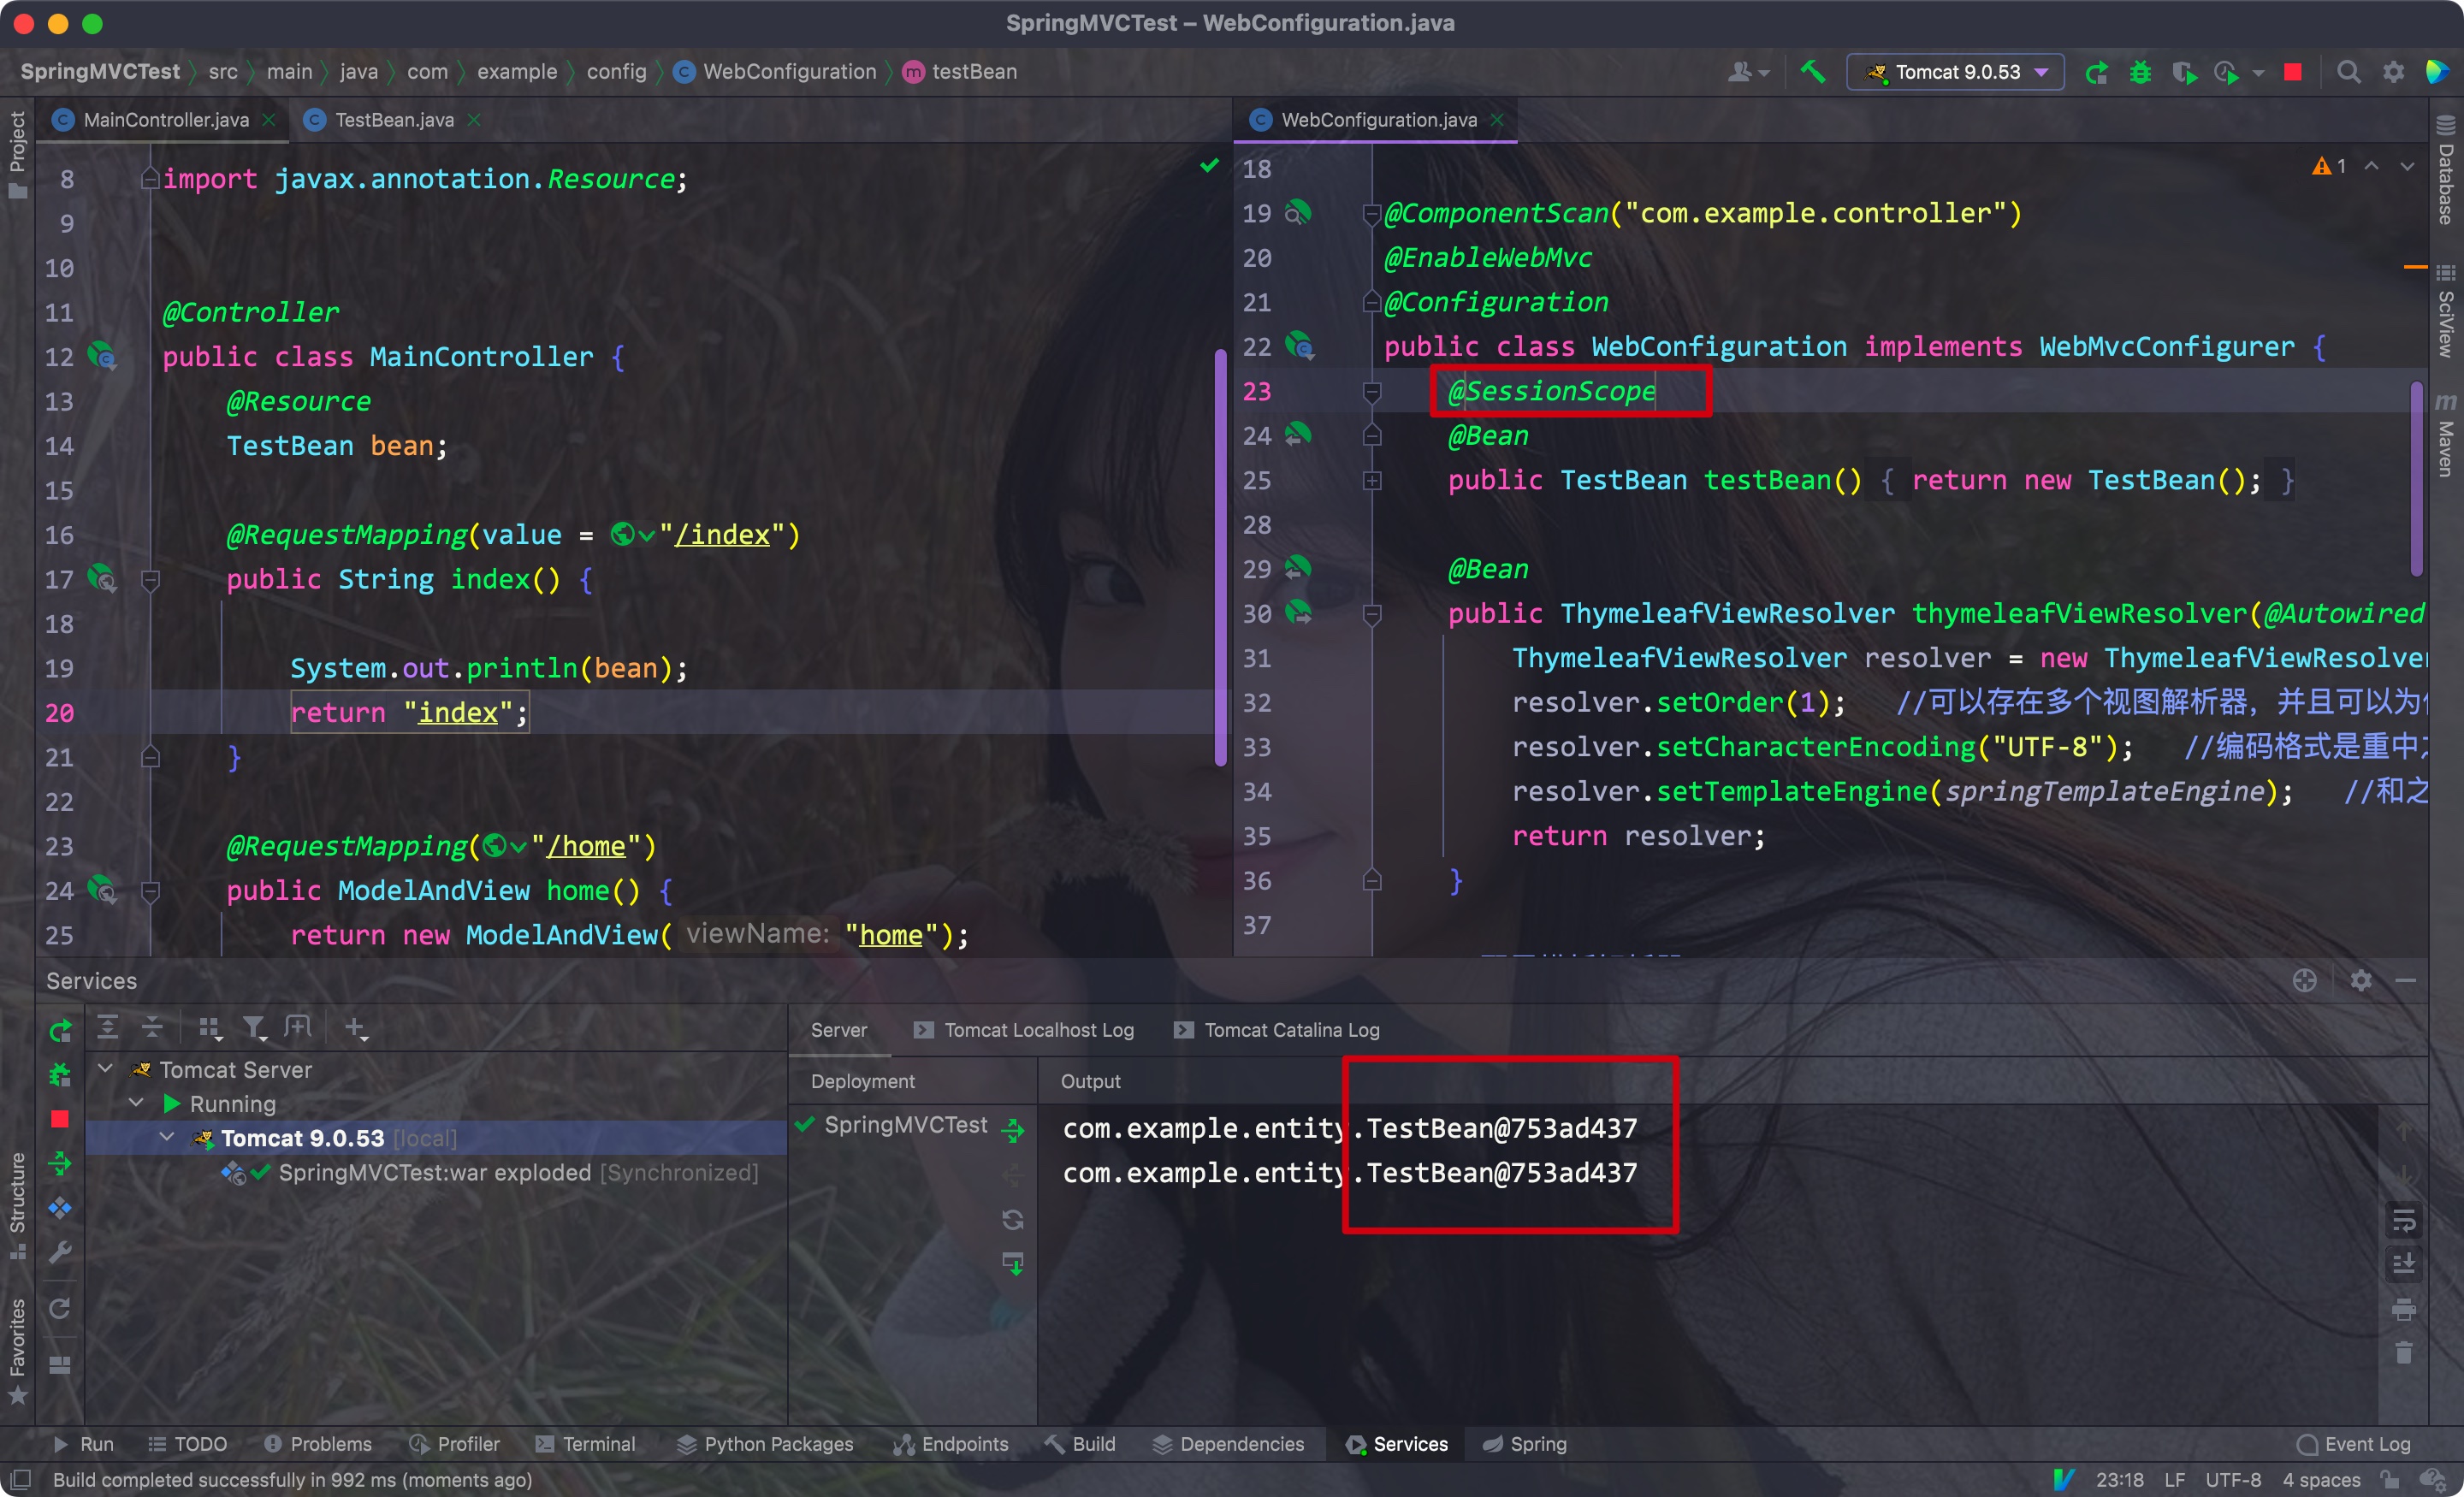 SpringMVCTest – WebConfiguration.java
SpringMVCTest src main java com example config WebConfiguration testBean
Tomcat 9.0.53
Project
MainController.java
TestBean.java
8 import javax.annotation.Resource;
9
10
11 @Controller
12 public class MainController {
13 @Resource
14 TestBean bean;
15
16 @RequestMapping(value = "/index")
17 public String index() {
18
19 System.out.println(bean);
20 return "index";
21 }
22
23 @RequestMapping("/home")
24 public ModelAndView home() {
25 return new ModelAndView( viewName: "home");
WebConfiguration.java
1
18
19 @ComponentScan("com.example.controller")
20 @EnableWebMvc
21 @Configuration
22 public class WebConfiguration implements WebMvcConfigurer {
23 @SessionScope
24 @Bean
25 public TestBean testBean() { return new TestBean(); }
28
29 @Bean
30 public ThymeleafViewResolver thymeleafViewResolver(@Autowired
31 ThymeleafViewResolver resolver = new ThymeleafViewResolver
32 resolver.setOrder(1); //可以存在多个视图解析器，并且可以为
33 resolver.setCharacterEncoding("UTF-8"); //编码格式是重中
34 resolver.setTemplateEngine(springTemplateEngine); //和之
35 return resolver;
36 }
37
Database
SciView
Maven
Services
Structure
Favorites
Tomcat Server
Running
Tomcat 9.0.53 [local]
SpringMVCTest:war exploded [Synchronized]
Server
Tomcat Localhost Log
Tomcat Catalina Log
Deployment
Output
SpringMVCTest
com.example.entity.TestBean@753ad437
com.example.entity.TestBean@753ad437
Run TODO Problems Profiler Terminal Python Packages Endpoints Build Dependencies Services Spring Event Log
Build completed successfully in 992 ms (moments ago)
23:18 LF UTF-8 4 spaces